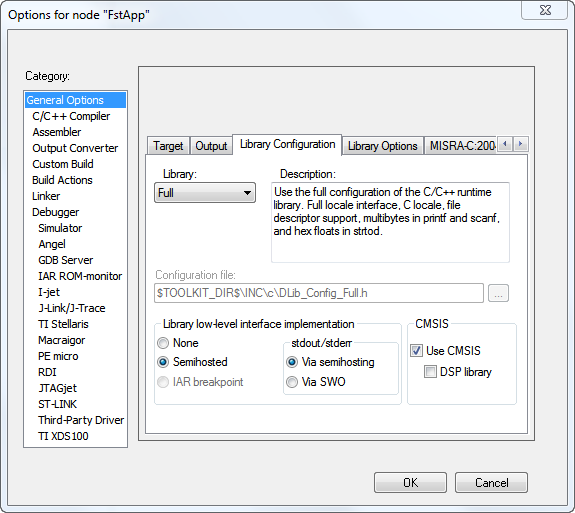 Options for node "FstApp"
Category:
General Options
C/C++ Compiler
Assembler
Output Converter
Custom Build
Build Actions
Linker
Debugger
Simulator
Angel
GDB Server
IAR ROM-monitor
I-jet
J-Link/J-Trace
TI Stellaris
Macraigor
PE micro
RDI
JTAGjet
ST-LINK
Third-Party Driver
TI XDS100
Target Output Library Configuration Library Options MISRA-C:200
Library:
Full
Description:
Use the full configuration of the C/C++ runtime
library. Full locale interface, C locale, file
descriptor support, multibytes in printf and scanf,
and hex floats in strtod.
Configuration file:
$TOOLKIT_DIR$\INC\c\DLib_Config_Full.h
...
Library low-level interface implementation
None
Semihosted
IAR breakpoint
stdout/stderr
Via semihosting
Via SWO
CMSIS
Use CMSIS
DSP library
OK
Cancel